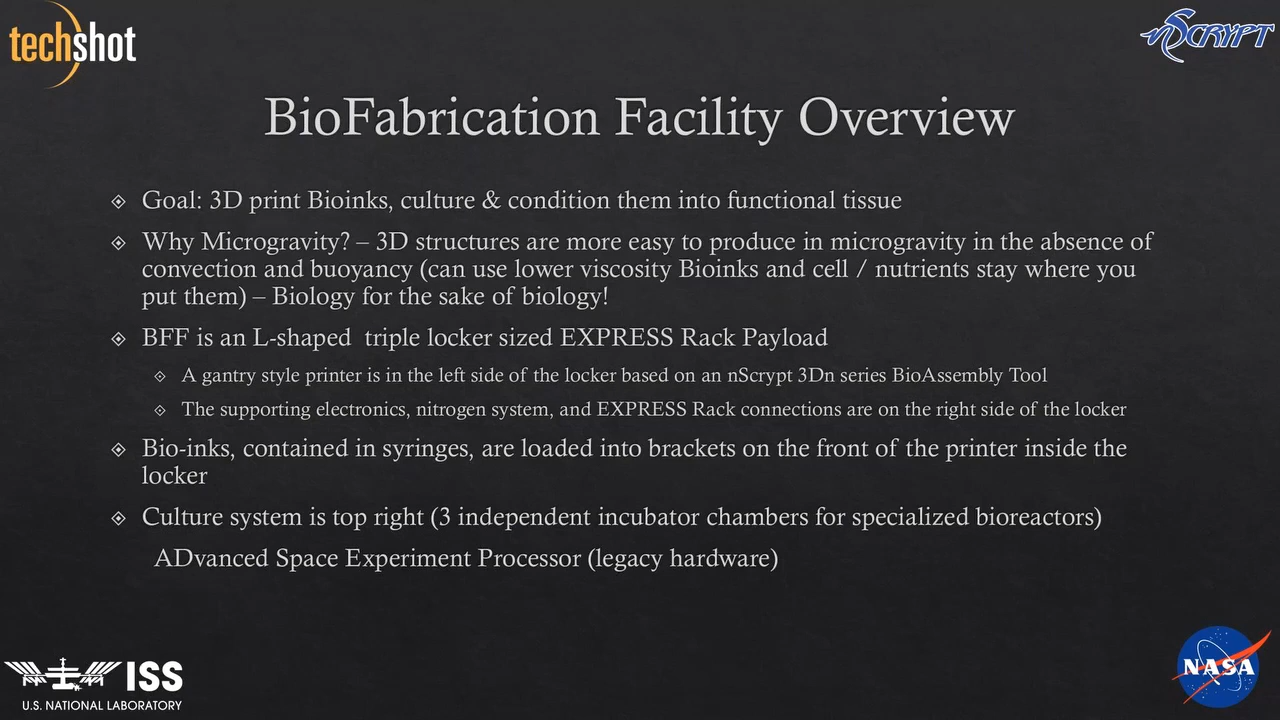 techshot
nSCRYPT
BioFabrication Facility Overview
Goal: 3D print Bioinks, culture & condition them into functional tissue
Why Microgravity? – 3D structures are more easy to produce in microgravity in the absence of
convection and buoyancy (can use lower viscosity Bioinks and cell / nutrients stay where you
put them) – Biology for the sake of biology!
BFF is an L-shaped  triple locker sized EXPRESS Rack Payload
A gantry style printer is in the left side of the locker based on an nScrypt 3Dn series BioAssembly Tool
The supporting electronics, nitrogen system, and EXPRESS Rack connections are on the right side of the locker
Bio-inks, contained in syringes, are loaded into brackets on the front of the printer inside the
locker
Culture system is top right (3 independent incubator chambers for specialized bioreactors)
ADvanced Space Experiment Processor (legacy hardware)
ISS
U.S. NATIONAL LABORATORY
NASA